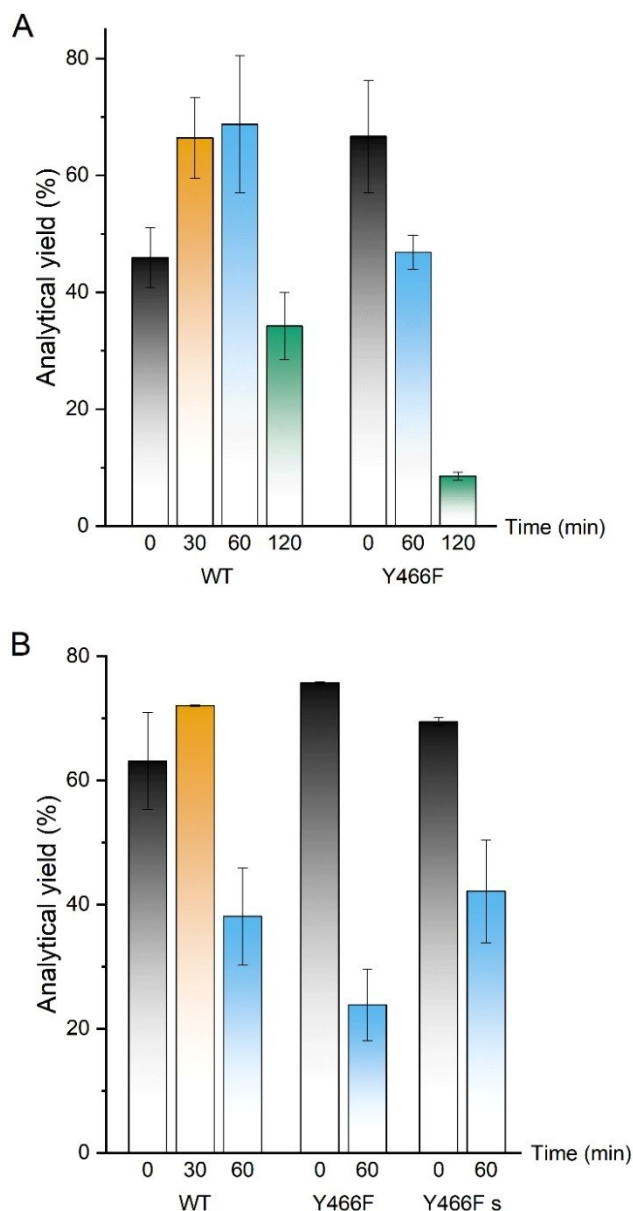 A
Analytical yield (%)
80
60
40
20
0
0 30 60 120 0 60 120 Time (min)
WT Y466F
B
Analytical yield (%)
80
60
40
20
0
0 30 60 0 60 0 60 Time (min)
WT Y466F Y466F s